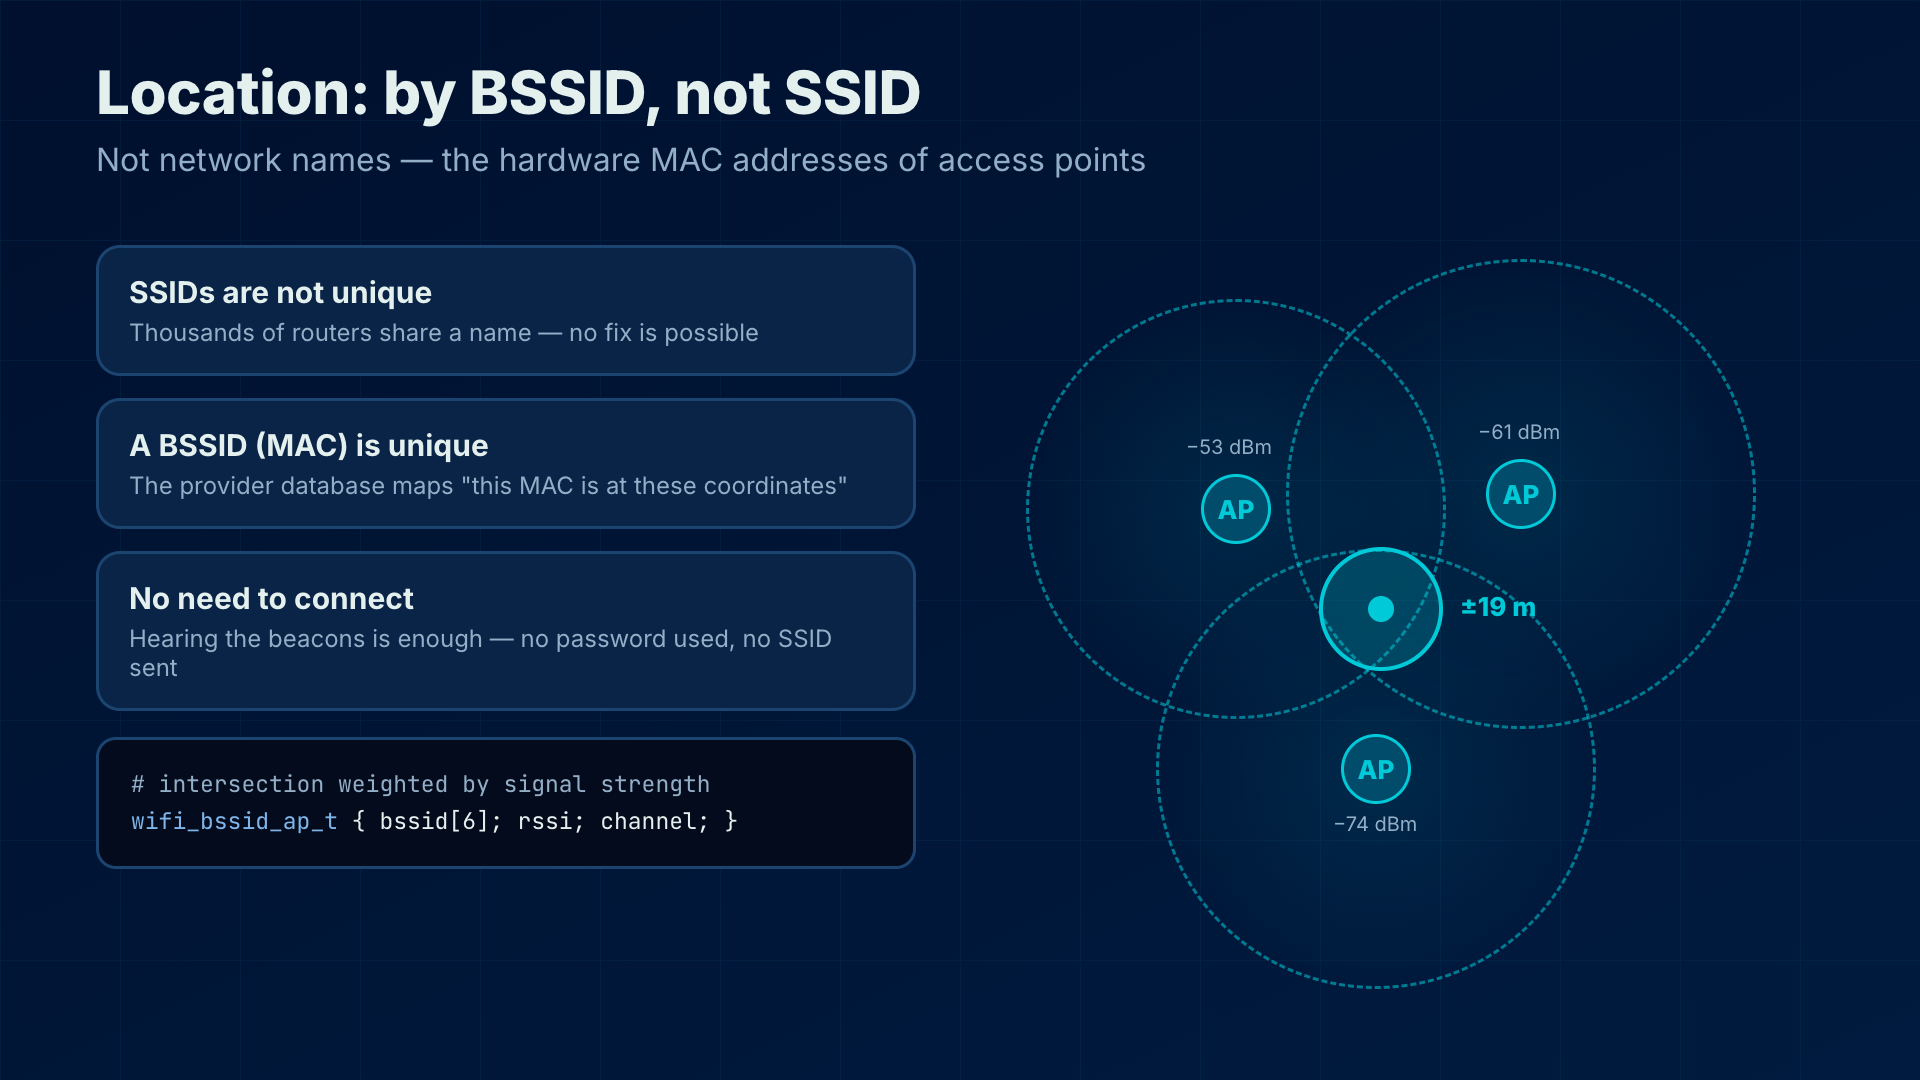 Location: by BSSID, not SSID
Not network names — the hardware MAC addresses of access points
SSIDs are not unique
Thousands of routers share a name — no fix is possible
A BSSID (MAC) is unique
The provider database maps "this MAC is at these coordinates"
No need to connect
Hearing the beacons is enough — no password used, no SSID
sent
# intersection weighted by signal strength
wifi_bssid_ap_t { bssid[6]; rssi; channel; }
−53 dBm
AP
−61 dBm
AP
±19 m
AP
−74 dBm